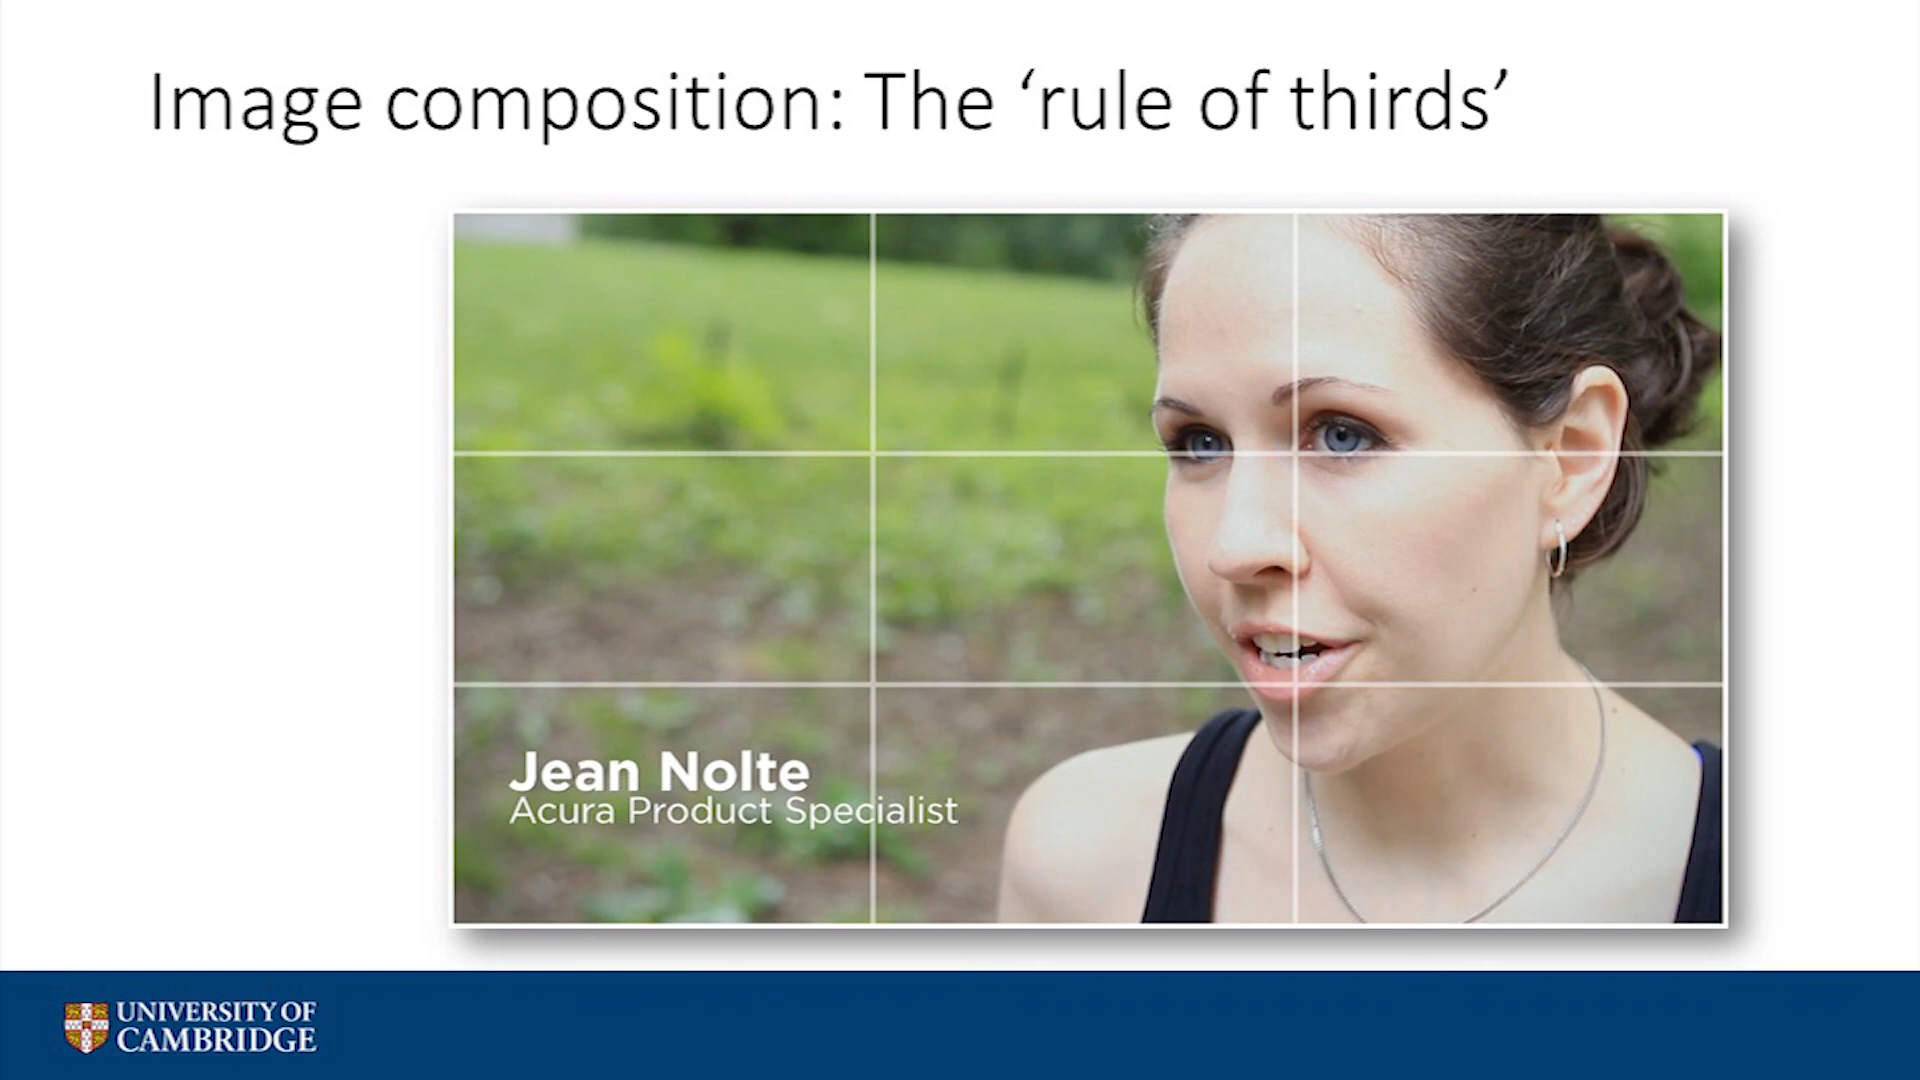 Image composition: The ‘rule of thirds’
Jean Nolte
Acura Product Specialist
UNIVERSITY OF
CAMBRIDGE